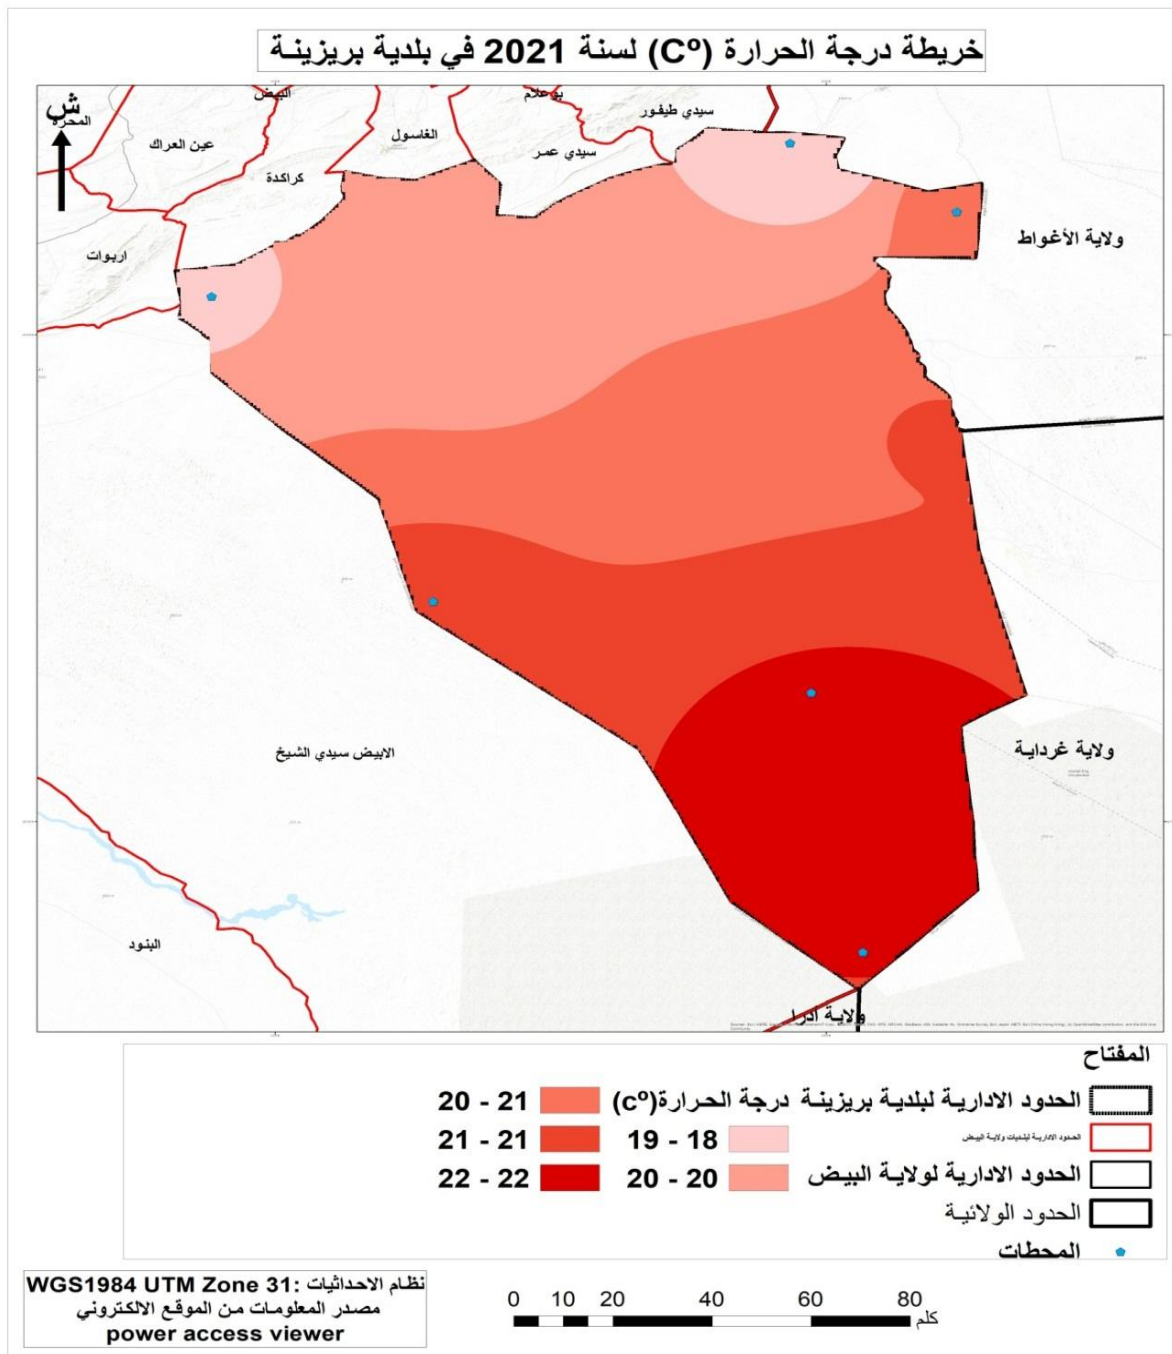 خريطة درجة الحرارة (Cº) لسنة 2021 في بلدية بريزينة
ش
المحرة
البيض
بوعلام
سيدي طيفور
عين العراك
الغاسول
سيدي عمر
كراكدة
اربوات
ولاية الأغواط
الابيض سيدي الشيخ
ولاية غرداية
البنود
ولاية أدرا
المفتاح
الحدود الادارية لبلدية بريزينة
الحدود الادارية لبلديات ولاية البيض
الحدود الادارية لولاية البيض
الحدود الولائية
المحطات
درجة الحرارة(cº)
19 - 18
20 - 20
20 - 21
21 - 21
22 - 22
نظام الاحداثيات :WGS1984 UTM Zone 31
مصدر المعلومات من الموقع الالكتروني
power access viewer
0 10 20 40 60 80
كلم